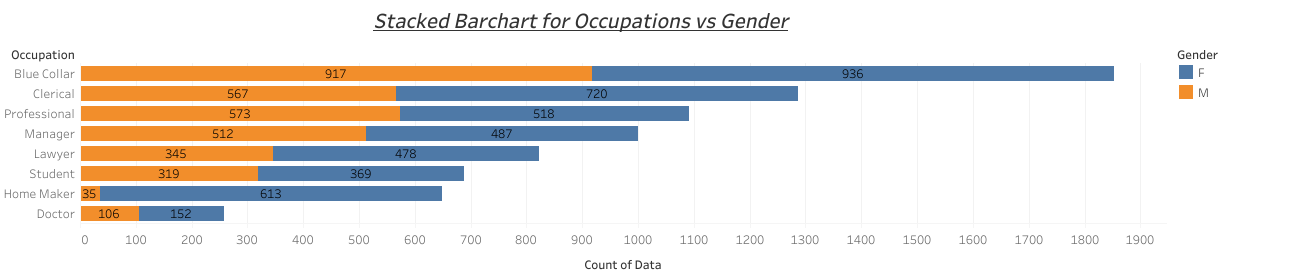 Stacked Barchart for Occupations vs Gender
Occupation
Blue Collar 917 936
Clerical 567 720
Professional 573 518
Manager 512 487
Lawyer 345 478
Student 319 369
Home Maker 35 613
Doctor 106 152
0 100 200 300 400 500 600 700 800 900 1000 1100 1200 1300 1400 1500 1600 1700 1800 1900
Count of Data
Gender
F
M